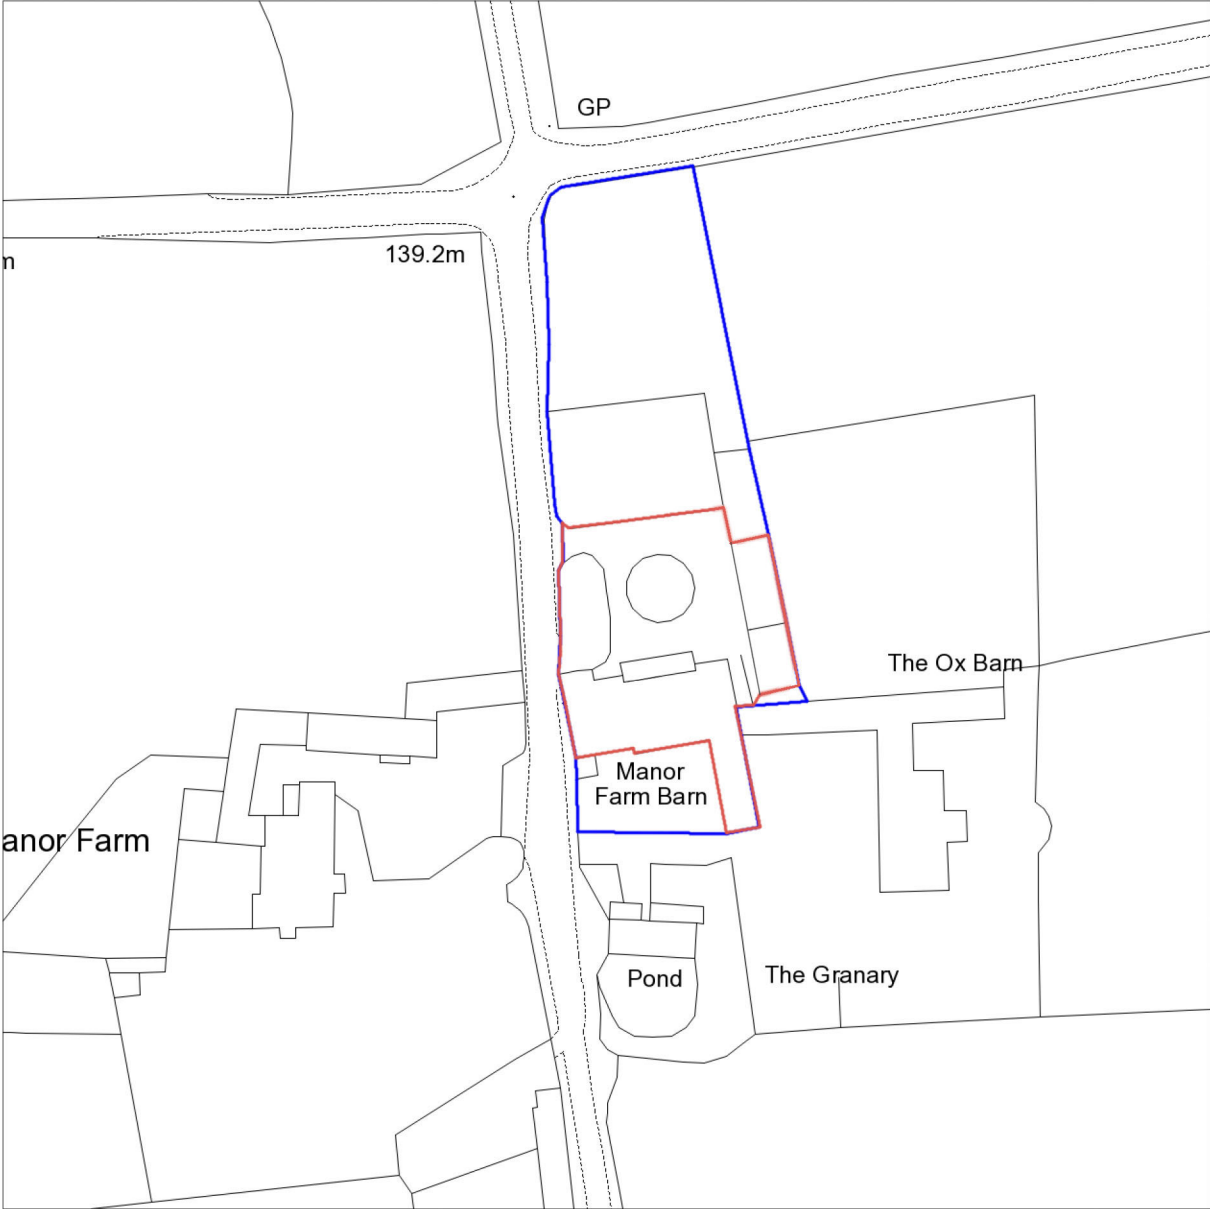 GP
139.2m
m
The Ox Barn
Manor
Farm Barn
anor Farm
Pond
The Granary